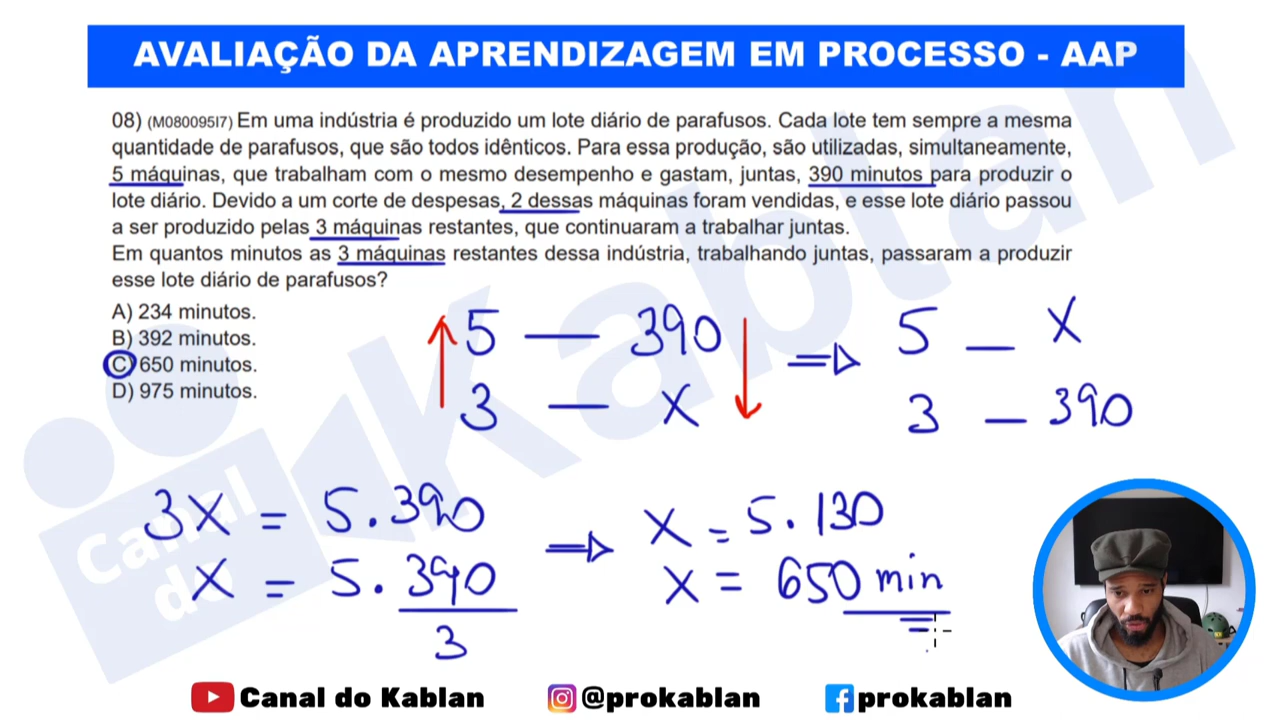 AVALIAÇÃO DA APRENDIZAGEM EM PROCESSO - AAP
08) (M080095I7) Em uma indústria é produzido um lote diário de parafusos. Cada lote tem sempre a mesma
quantidade de parafusos, que são todos idênticos. Para essa produção, são utilizadas, simultaneamente,
5 máquinas, que trabalham com o mesmo desempenho e gastam, juntas, 390 minutos para produzir o
lote diário. Devido a um corte de despesas, 2 dessas máquinas foram vendidas, e esse lote diário passou
a ser produzido pelas 3 máquinas restantes, que continuaram a trabalhar juntas.
Em quantos minutos as 3 máquinas restantes dessa indústria, trabalhando juntas, passaram a produzir
esse lote diário de parafusos?
A) 234 minutos.
B) 392 minutos.
C) 650 minutos.
D) 975 minutos.
5 — 390 ⇒ 5 — x
3 — x 3 — 390
3x = 5.390 ⇒ x = 5.130
x = 5.390 x = 650 min
3
Canal do Kablan
Canal do Kablan @prokablan prokablan